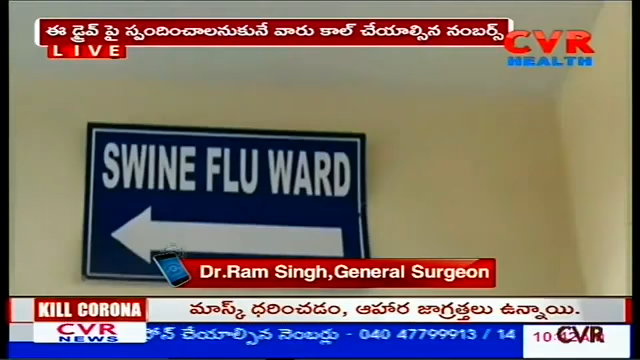 ఈ డ్రైవ్ పై స్పందించాలనుకునే వారు కాల్ చేయాల్సిన నంబర్స్
LIVE
CVR
HEALTH
SWINE FLU WARD
Dr.Ram Singh,General Surgeon
KILL CORONA
మాస్క్ ధరించడం, ఆహార జాగ్రత్తలు ఉన్నాయి.
CVR
NEWS
చేయాల్సిన నెంబర్లు - 040 47799913 / 14
CVR